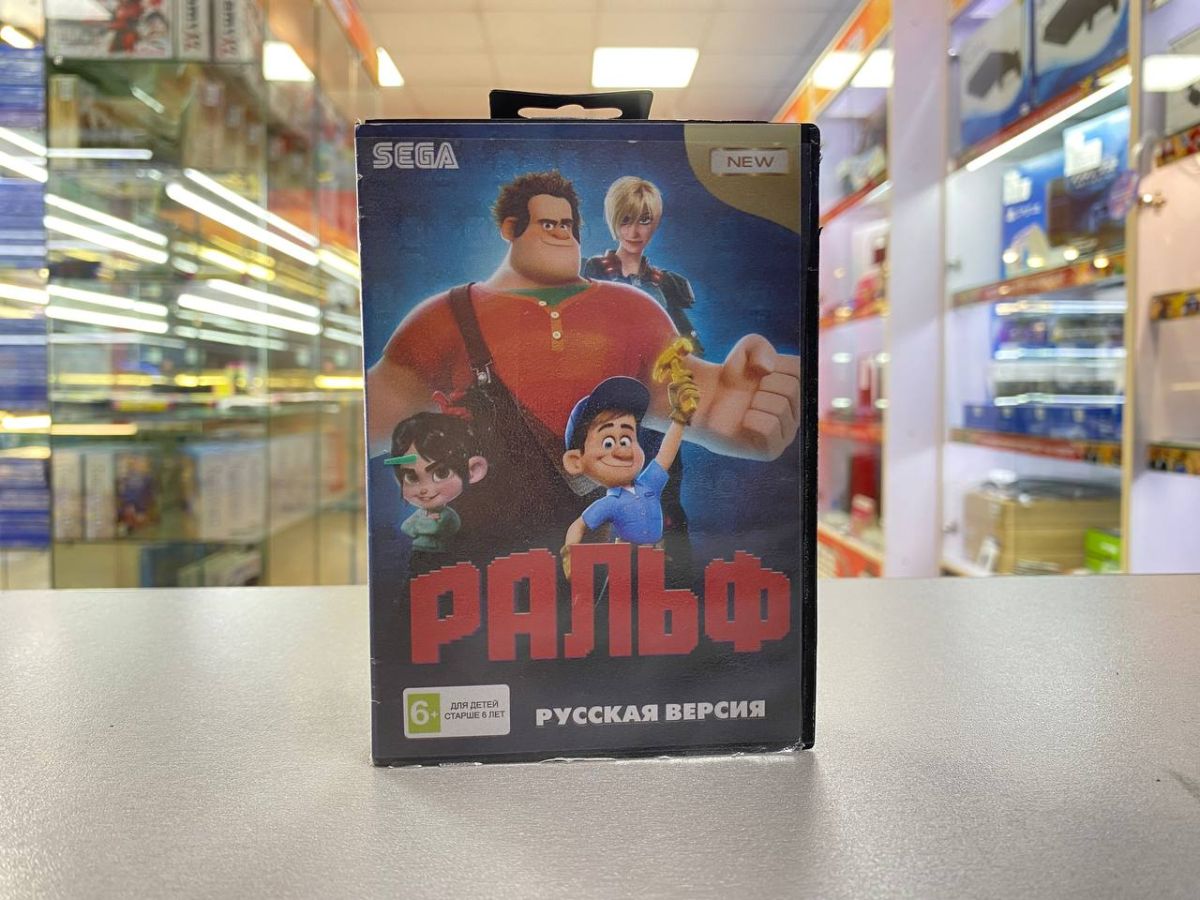 SEGA
NEW
РАЛЬФ
6+
ДЛЯ ДЕТЕЙ
СТАРШЕ 6 ЛЕТ
РУССКАЯ ВЕРСИЯ